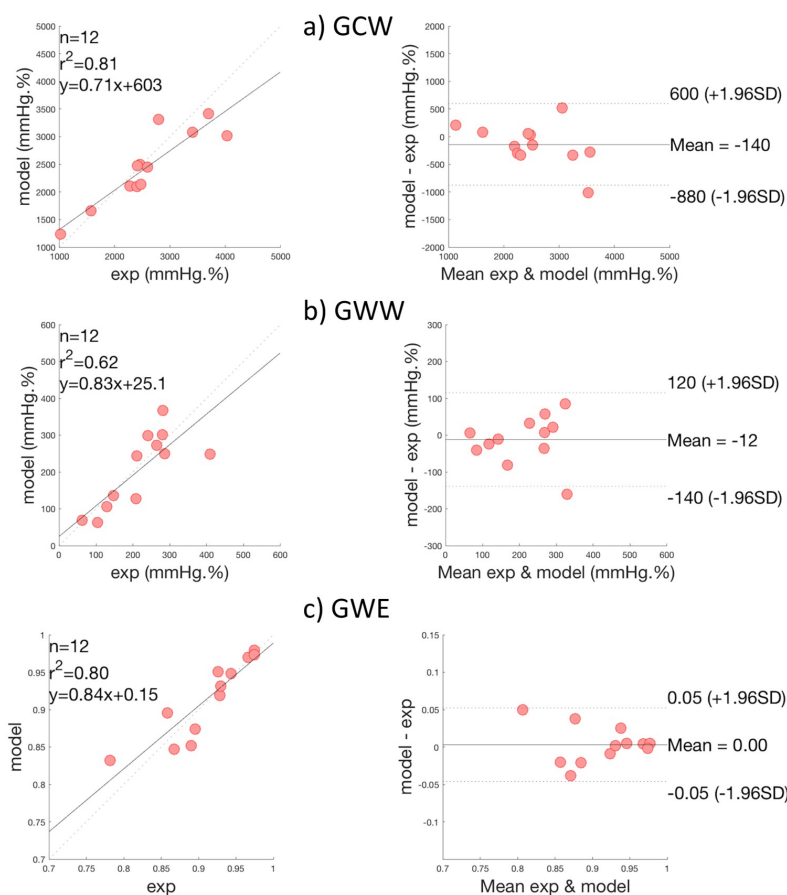 a) GCW
n=12
r²=0.81
y=0.71x+603
model (mmHg.%)
5000
4500
4000
3500
3000
2500
2000
1500
1000
1000 2000 3000 4000 5000
exp (mmHg.%)
model - exp (mmHg.%)
2000
1500
1000
500
0
-500
-1000
-1500
-2000
600 (+1.96SD)
Mean = -140
-880 (-1.96SD)
1000 2000 3000 4000 5000
Mean exp & model (mmHg.%)
b) GWW
n=12
r²=0.62
y=0.83x+25.1
model (mmHg.%)
600
500
400
300
200
100
0
0 100 200 300 400 500 600
exp (mmHg.%)
model - exp (mmHg.%)
300
200
100
0
-100
-200
-300
120 (+1.96SD)
Mean = -12
-140 (-1.96SD)
0 100 200 300 400 500 600
Mean exp & model (mmHg.%)
c) GWE
n=12
r²=0.80
y=0.84x+0.15
model
1
0.95
0.9
0.85
0.8
0.7
0.7 0.8 0.85 0.9 0.95 1
exp
model - exp
0.15
0.1
0.05
0
-0.05
-0.1
0.05 (+1.96SD)
Mean = 0.00
-0.05 (-1.96SD)
0.7 0.7 0.8 0.85 0.9 0.95 1
Mean exp & model